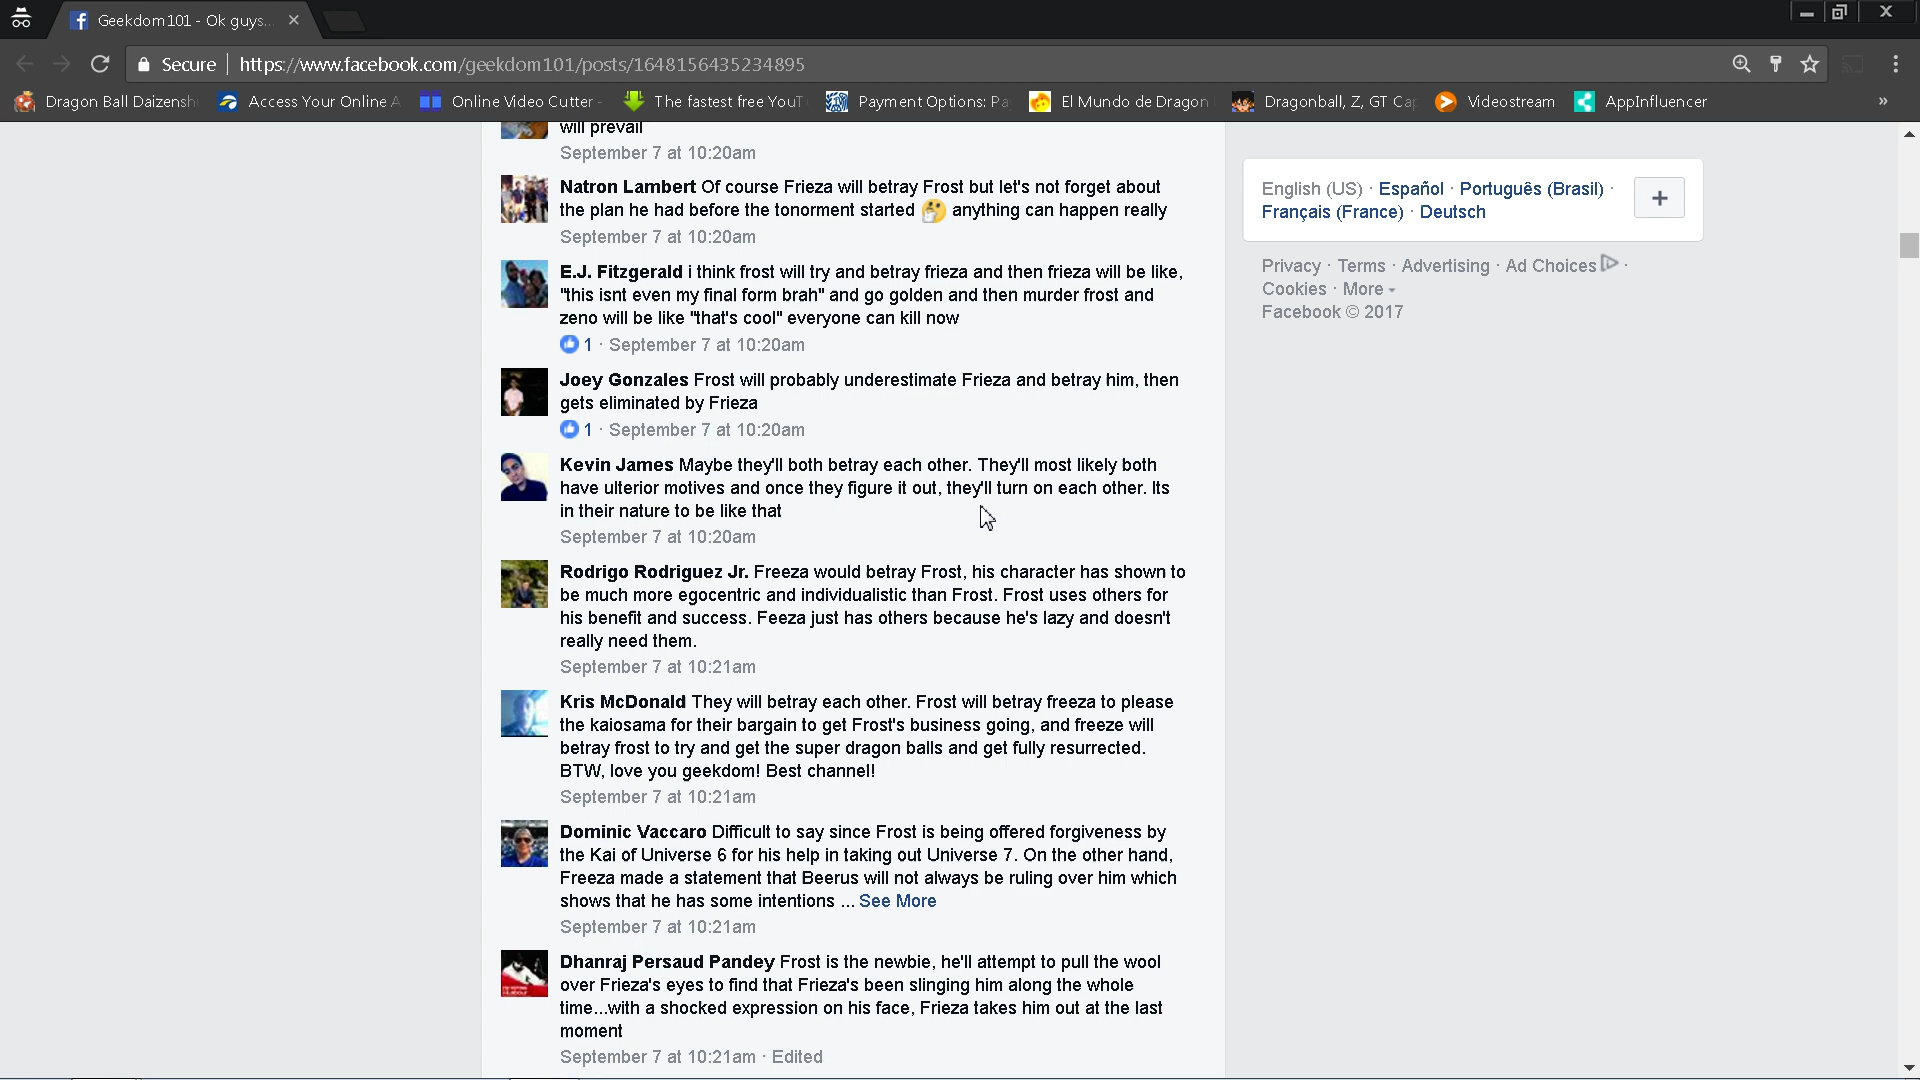 Geekdom101 - Ok guys...
Secure
https://www.facebook.com/geekdom101/posts/1648156435234895
Dragon Ball Daizensh
Access Your Online A
Online Video Cutter -
The fastest free YouT
Payment Options: Pa
El Mundo de Dragon
Dragonball, Z, GT Cap
Videostream
AppInfluencer
»
will prevail
September 7 at 10:20am
Natron Lambert Of course Frieza will betray Frost but let's not forget about
the plan he had before the tonorment started 🤔 anything can happen really
September 7 at 10:20am
E.J. Fitzgerald i think frost will try and betray frieza and then frieza will be like,
"this isnt even my final form brah" and go golden and then murder frost and
zeno will be like "that's cool" everyone can kill now
1 · September 7 at 10:20am
Joey Gonzales Frost will probably underestimate Frieza and betray him, then
gets eliminated by Frieza
1 · September 7 at 10:20am
Kevin James Maybe they'll both betray each other. They'll most likely both
have ulterior motives and once they figure it out, they'll turn on each other. Its
in their nature to be like that
September 7 at 10:20am
Rodrigo Rodriguez Jr. Freeza would betray Frost, his character has shown to
be much more egocentric and individualistic than Frost. Frost uses others for
his benefit and success. Feeza just has others because he's lazy and doesn't
really need them.
September 7 at 10:21am
Kris McDonald They will betray each other. Frost will betray freeza to please
the kaiosama for their bargain to get Frost's business going, and freeze will
betray frost to try and get the super dragon balls and get fully resurrected.
BTW, love you geekdom! Best channel!
September 7 at 10:21am
Dominic Vaccaro Difficult to say since Frost is being offered forgiveness by
the Kai of Universe 6 for his help in taking out Universe 7. On the other hand,
Freeza made a statement that Beerus will not always be ruling over him which
shows that he has some intentions ... See More
September 7 at 10:21am
Dhanraj Persaud Pandey Frost is the newbie, he'll attempt to pull the wool
over Frieza's eyes to find that Frieza's been slinging him along the whole
time...with a shocked expression on his face, Frieza takes him out at the last
moment
September 7 at 10:21am · Edited
English (US) · Español · Português (Brasil) ·
Français (France) · Deutsch
Privacy · Terms · Advertising · Ad Choices ·
Cookies · More
Facebook © 2017